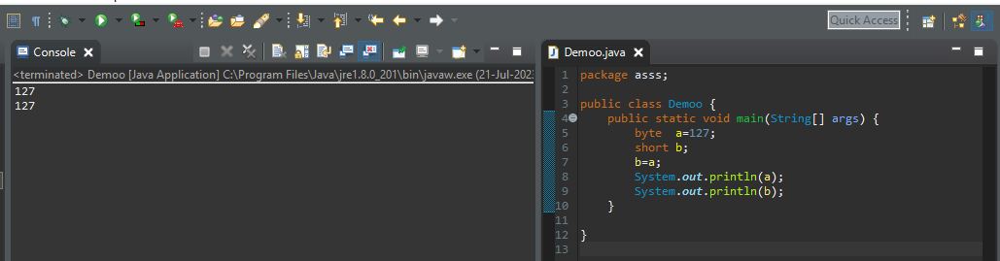 Quick Access
Console
<terminated> Demoo [Java Application] C:\Program Files\Java\jre1.8.0_201\bin\javaw.exe (21-Jul-2023
127
127
Demoo.java
1 package asss;
2
3 public class Demoo {
4 public static void main(String[] args) {
5 byte  a=127;
6 short b;
7 b=a;
8 System.out.println(a);
9 System.out.println(b);
10 }
11
12 }
13